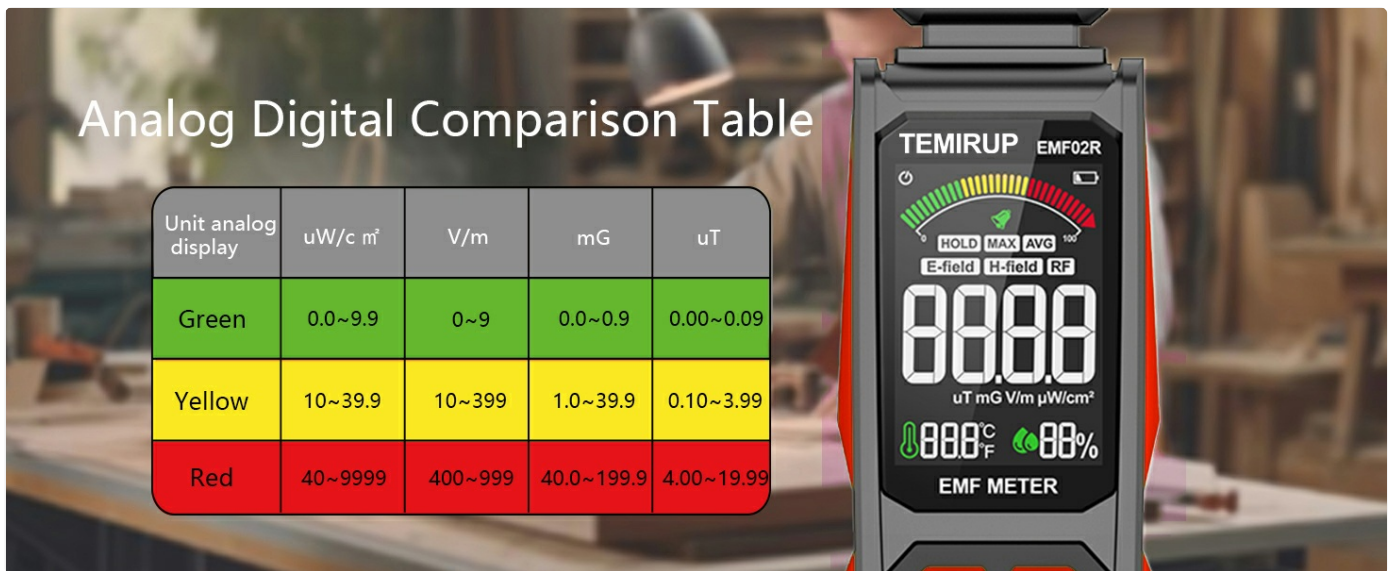 Analog Digital Comparison Table
Unit analog display uW/c ㎡ V/m mG uT
Green 0.0~9.9 0~9 0.0~0.9 0.00~0.09
Yellow 10~39.9 10~399 1.0~39.9 0.10~3.99
Red 40~9999 400~999 40.0~199.9 4.00~19.99
TEMIRUP EMF02R
0 100
HOLD MAX AVG
E-field H-field RF
88.8.8
uT mG V/m µW/cm²
888.8 °C °F 88%
EMF METER